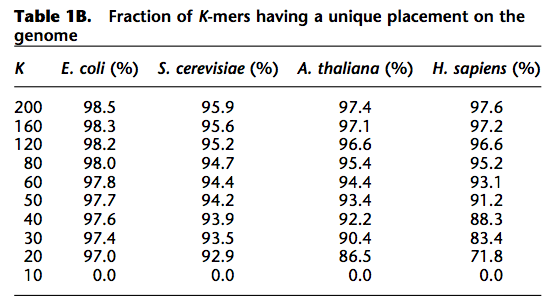 Table 1B. Fraction of K-mers having a unique placement on the
genome
K E. coli (%) S. cerevisiae (%) A. thaliana (%) H. sapiens (%)
200 98.5 95.9 97.4 97.6
160 98.3 95.6 97.1 97.2
120 98.2 95.2 96.6 96.6
80 98.0 94.7 95.4 95.2
60 97.8 94.4 94.4 93.1
50 97.7 94.2 93.4 91.2
40 97.6 93.9 92.2 88.3
30 97.4 93.5 90.4 83.4
20 97.0 92.9 86.5 71.8
10 0.0 0.0 0.0 0.0